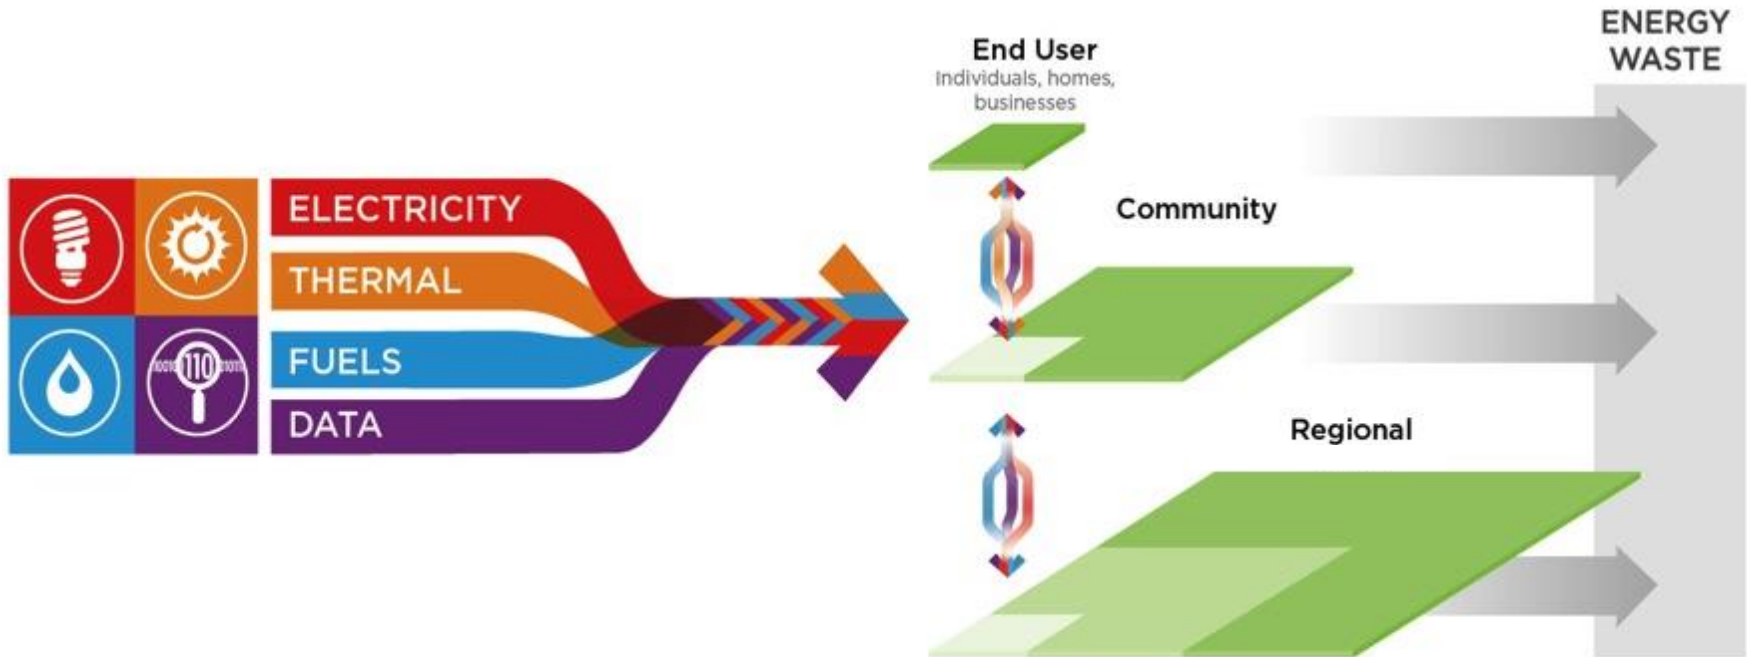 ENERGY
WASTE
End User
Individuals, homes,
businesses
ELECTRICITY
Community
THERMAL
FUELS
110
DATA
Regional